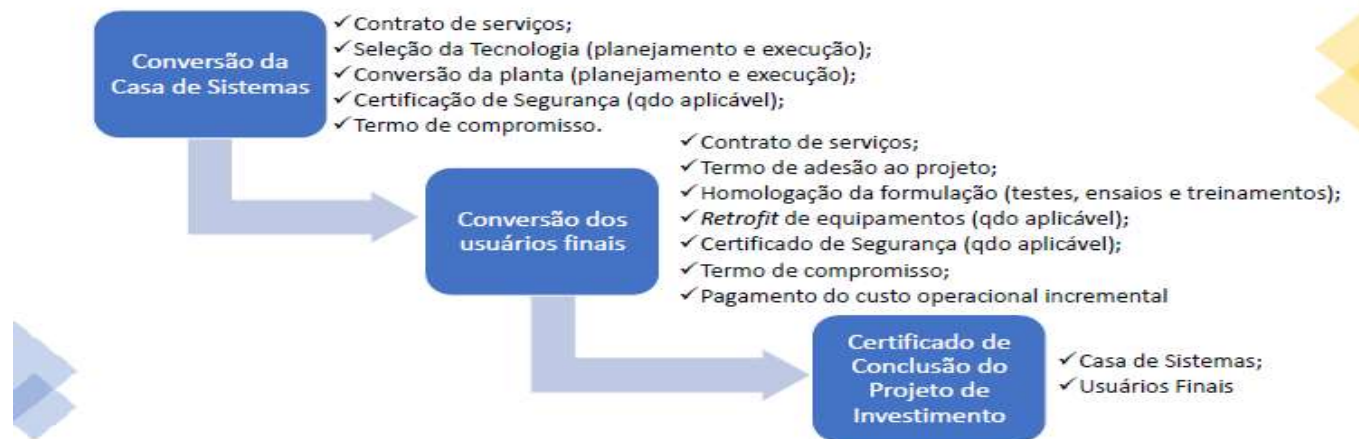 Conversão da
Casa de Sistemas
✓ Contrato de serviços;
✓ Seleção da Tecnologia (planejamento e execução);
✓ Conversão da planta (planejamento e execução);
✓ Certificação de Segurança (qdo aplicável);
✓ Termo de compromisso.
Conversão dos
usuários finais
✓ Contrato de serviços;
✓ Termo de adesão ao projeto;
✓ Homologação da formulação (testes, ensaios e treinamentos);
✓ Retrofit de equipamentos (qdo aplicável);
✓ Certificado de Segurança (qdo aplicável);
✓ Termo de compromisso;
✓ Pagamento do custo operacional incremental
Certificado de
Conclusão do
Projeto de
Investimento
✓ Casa de Sistemas;
✓ Usuários Finais